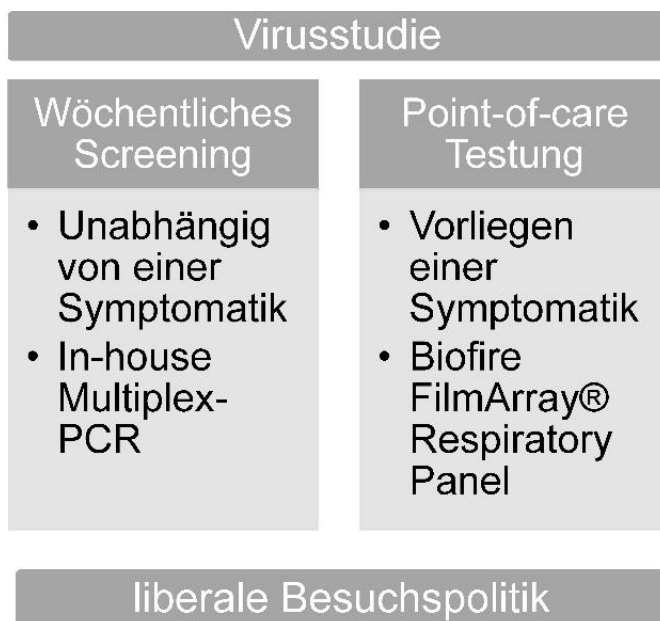 Virusstudie
Wöchentliches
Screening
• Unabhängig
von einer
Symptomatik
• In-house
Multiplex-
PCR
Point-of-care
Testung
• Vorliegen
einer
Symptomatik
• Biofire
FilmArray®
Respiratory
Panel
liberale Besuchspolitik